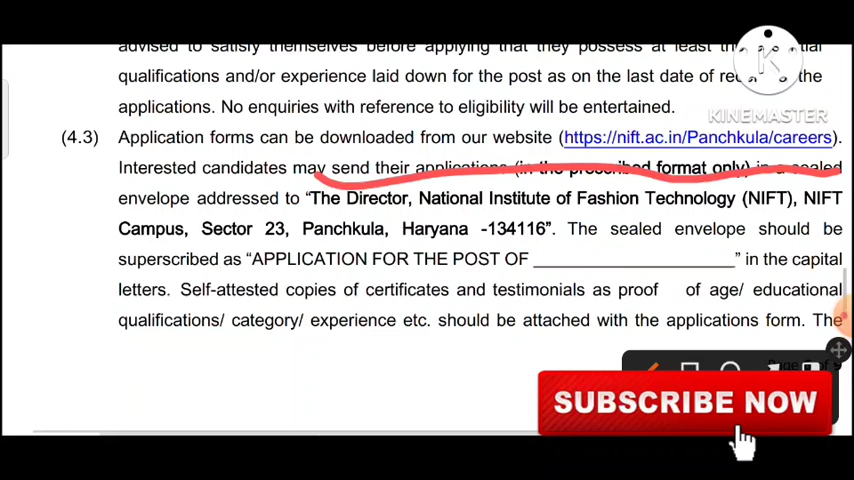 advised to satisfy themselves before applying that they possess at least the
qualifications and/or experience laid down for the post as on the last date of the
applications. No enquiries with reference to eligibility will be entertained.
(4.3) Application forms can be downloaded from our website (https://nift.ac.in/Panchkula/careers).
Interested candidates may send their applications (in the prescribed format only) in a sealed
envelope addressed to "The Director, National Institute of Fashion Technology (NIFT), NIFT
Campus, Sector 23, Panchkula, Haryana -134116". The sealed envelope should be
superscribed as "APPLICATION FOR THE POST OF ____________________" in the capital
letters. Self-attested copies of certificates and testimonials as proof of age/ educational
qualifications/ category/ experience etc. should be attached with the applications form. The
K
KINEMASTER
SUBSCRIBE NOW